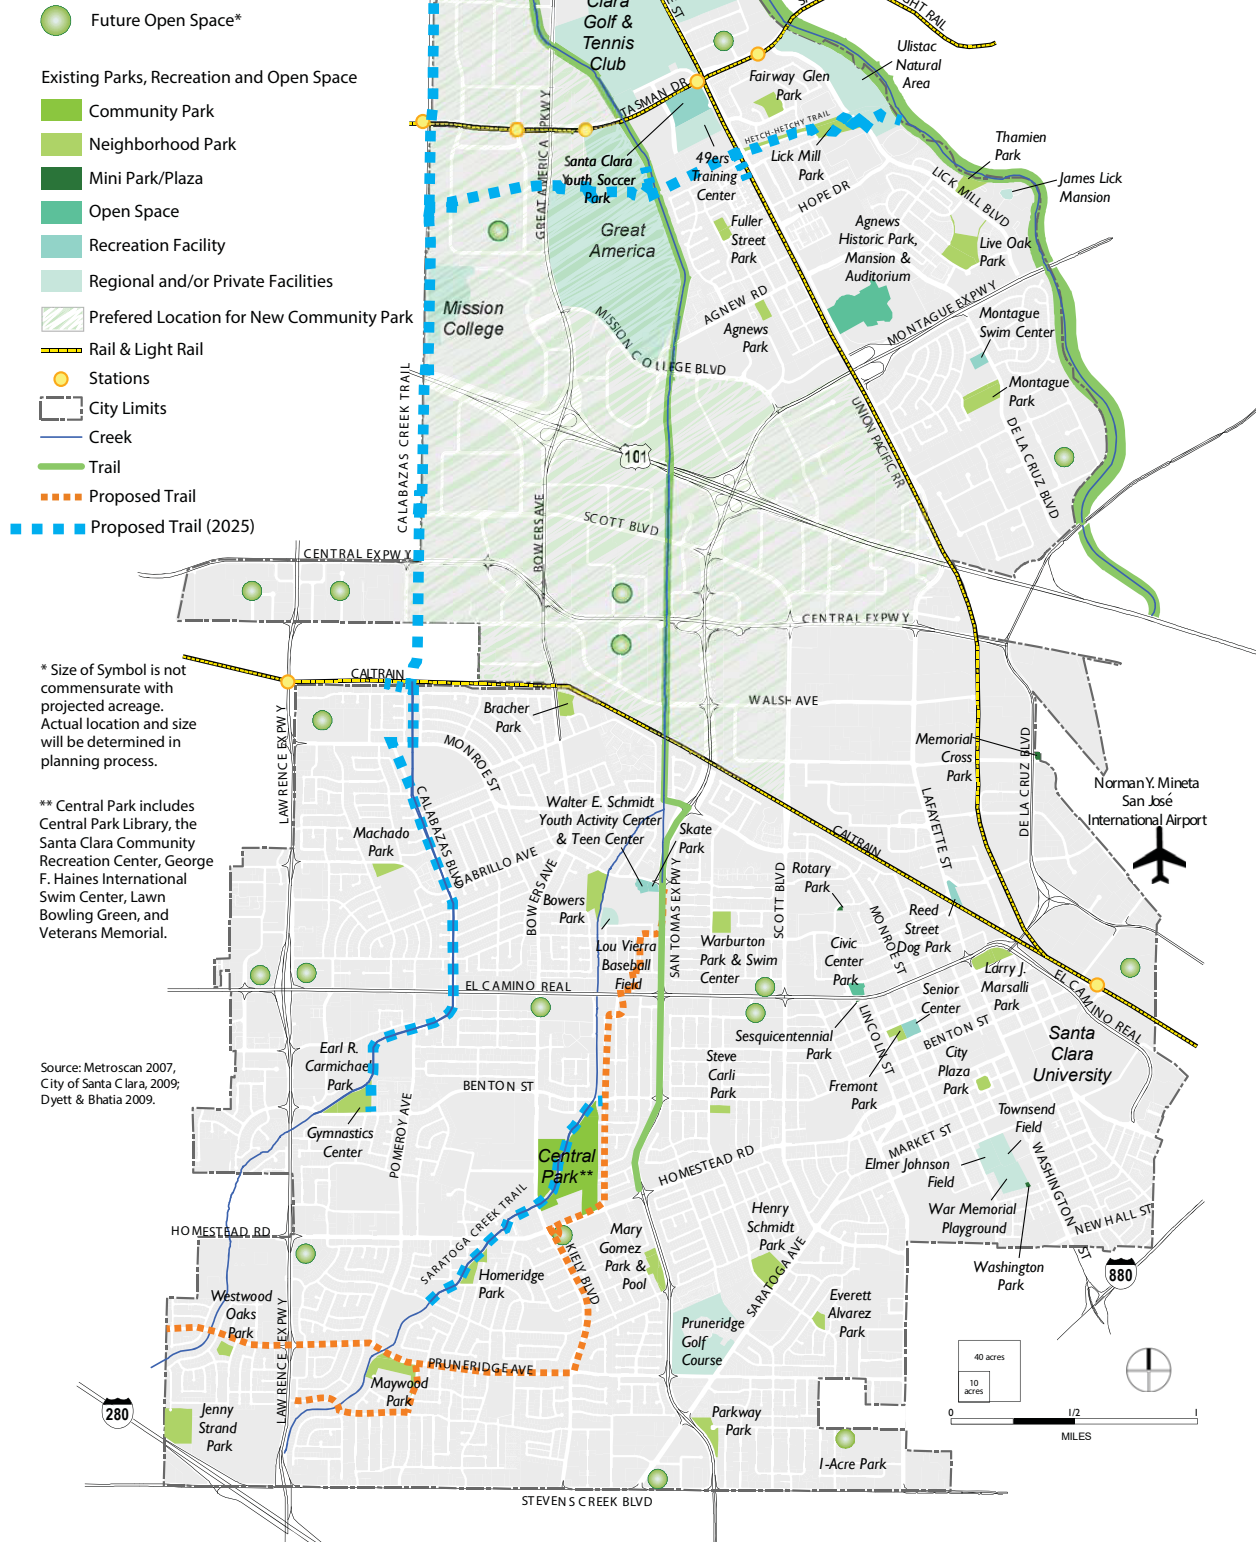 Future Open Space*
Existing Parks, Recreation and Open Space
Community Park
Neighborhood Park
Mini Park/Plaza
Open Space
Recreation Facility
Regional and/or Private Facilities
Prefered Location for New Community Park
Rail & Light Rail
Stations
City Limits
Creek
Trail
Proposed Trail
Proposed Trail (2025)
* Size of Symbol is not
commensurate with
projected acreage.
Actual location and size
will be determined in
planning process.
** Central Park includes
Central Park Library, the
Santa Clara Community
Recreation Center, George
F. Haines International
Swim Center, Lawn
Bowling Green, and
Veterans Memorial.
Source: Metroscan 2007,
City of Santa Clara, 2009;
Dyett & Bhatia 2009.
Clara
Golf &
Tennis
Club
ST
GHT RAIL
Ulistac
Natural
Area
Fairway Glen
Park
TASMAN DR
GREAT AMERICA PKWY
HETCH-HETCHY TRAIL
Santa Clara
Youth Soccer
Park
49ers
Training
Center
Lick Mill
Park
Thamien
Park
James Lick
Mansion
LICK MILL BLVD
HOPE DR
Great
America
Fuller
Street
Park
Agnews
Historic Park,
Mansion &
Auditorium
Live Oak
Park
Mission
College
AGNEW RD
Agnews
Park
MONTAGUE EXPWY
Montague
Swim Center
MISSION COLLEGE BLVD
Montague
Park
CALABAZAS CREEK TRAIL
101
UNION PACIFIC RR
DE LA CRUZ BLVD
BOWERS AVE
SCOTT BLVD
CENTRAL EXPWY
CENTRAL EXPWY
CALTRAIN
WALSH AVE
Bracher
Park
LAWRENCE EXPWY
MONROE ST
Memorial
Cross
Park
DE LA CRUZ BLVD
Norman Y. Mineta
San José
International Airport
CALABAZAS BLVD
Walter E. Schmidt
Youth Activity Center
& Teen Center
Skate
Park
LAFAYETTE ST
CALTRAIN
Machado
Park
CABRILLO AVE
BOWERS AVE
Bowers
Park
SAN TOMAS EXPWY
SCOTT BLVD
Rotary
Park
MONROE ST
Reed
Street
Dog Park
Lou Vierra
Baseball
Field
Warburton
Park & Swim
Center
Civic
Center
Park
Larry J.
Marsalli
Park
EL CAMINO REAL
EL CAMINO REAL
Senior
Center
Sesquicentennial
Park
LINCOLN ST
BENTON ST
Santa
Clara
University
Earl R.
Carmichael
Park
Steve
Carli
Park
City
Plaza
Park
Fremont
Park
BENTON ST
Gymnastics
Center
POMEROY AVE
Townsend
Field
MARKET ST
Central
Park**
HOMESTEAD RD
Elmer Johnson
Field
WASHINGTON ST
War Memorial
Playground
NEWHALL ST
SARATOGA CREEK TRAIL
HOMESTEAD RD
Mary
Gomez
Park &
Pool
Henry
Schmidt
Park
Washington
Park
880
KIELY BLVD
Homeridge
Park
SARATOGA AVE
Westwood
Oaks
Park
LAWRENCE EXPWY
Everett
Alvarez
Park
Pruneridge
Golf
Course
PRUNERIDGE AVE
Maywood
Park
280
Jenny
Strand
Park
Parkway
Park
1-Acre Park
STEVENS CREEK BLVD
40 acres
10
acres
0
1/2
1
MILES